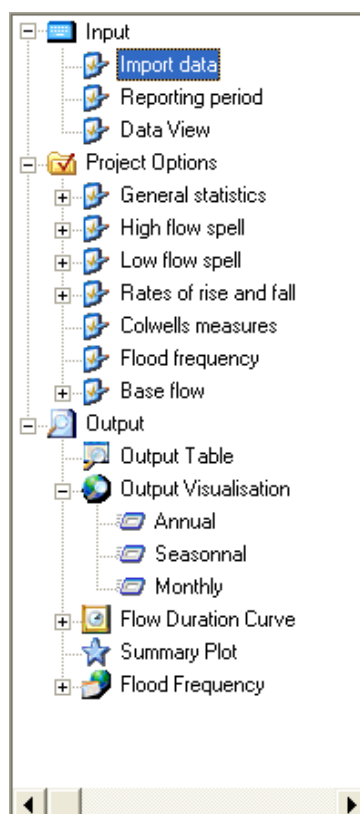 Input
Import data
Reporting period
Data View
Project Options
General statistics
High flow spell
Low flow spell
Rates of rise and fall
Colwells measures
Flood frequency
Base flow
Output
Output Table
Output Visualisation
Annual
Seasonnal
Monthly
Flow Duration Curve
Summary Plot
Flood Frequency